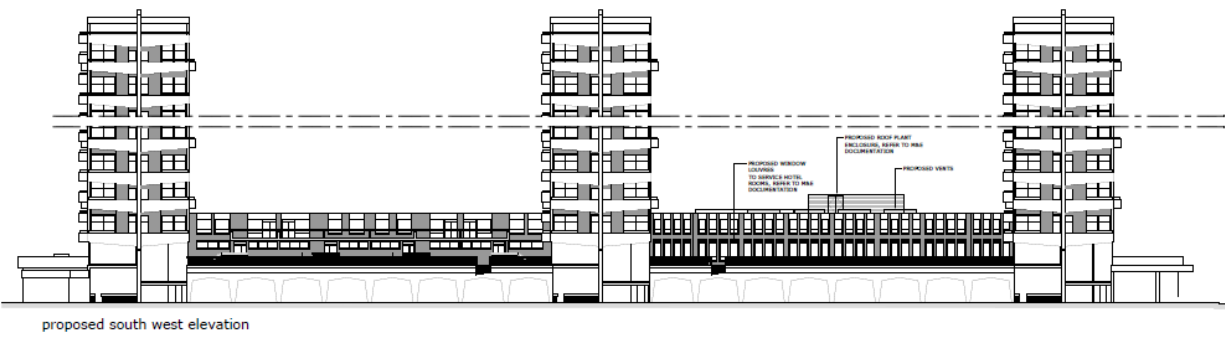 PROPOSED ROOF PLANT
ENCLOSURE, REFER TO M&E
DOCUMENTATION
PROPOSED WINDOW
LOUVRES
TO SERVICE HOTEL
ROOMS, REFER TO M&E
DOCUMENTATION
PROPOSED VENTS
proposed south west elevation